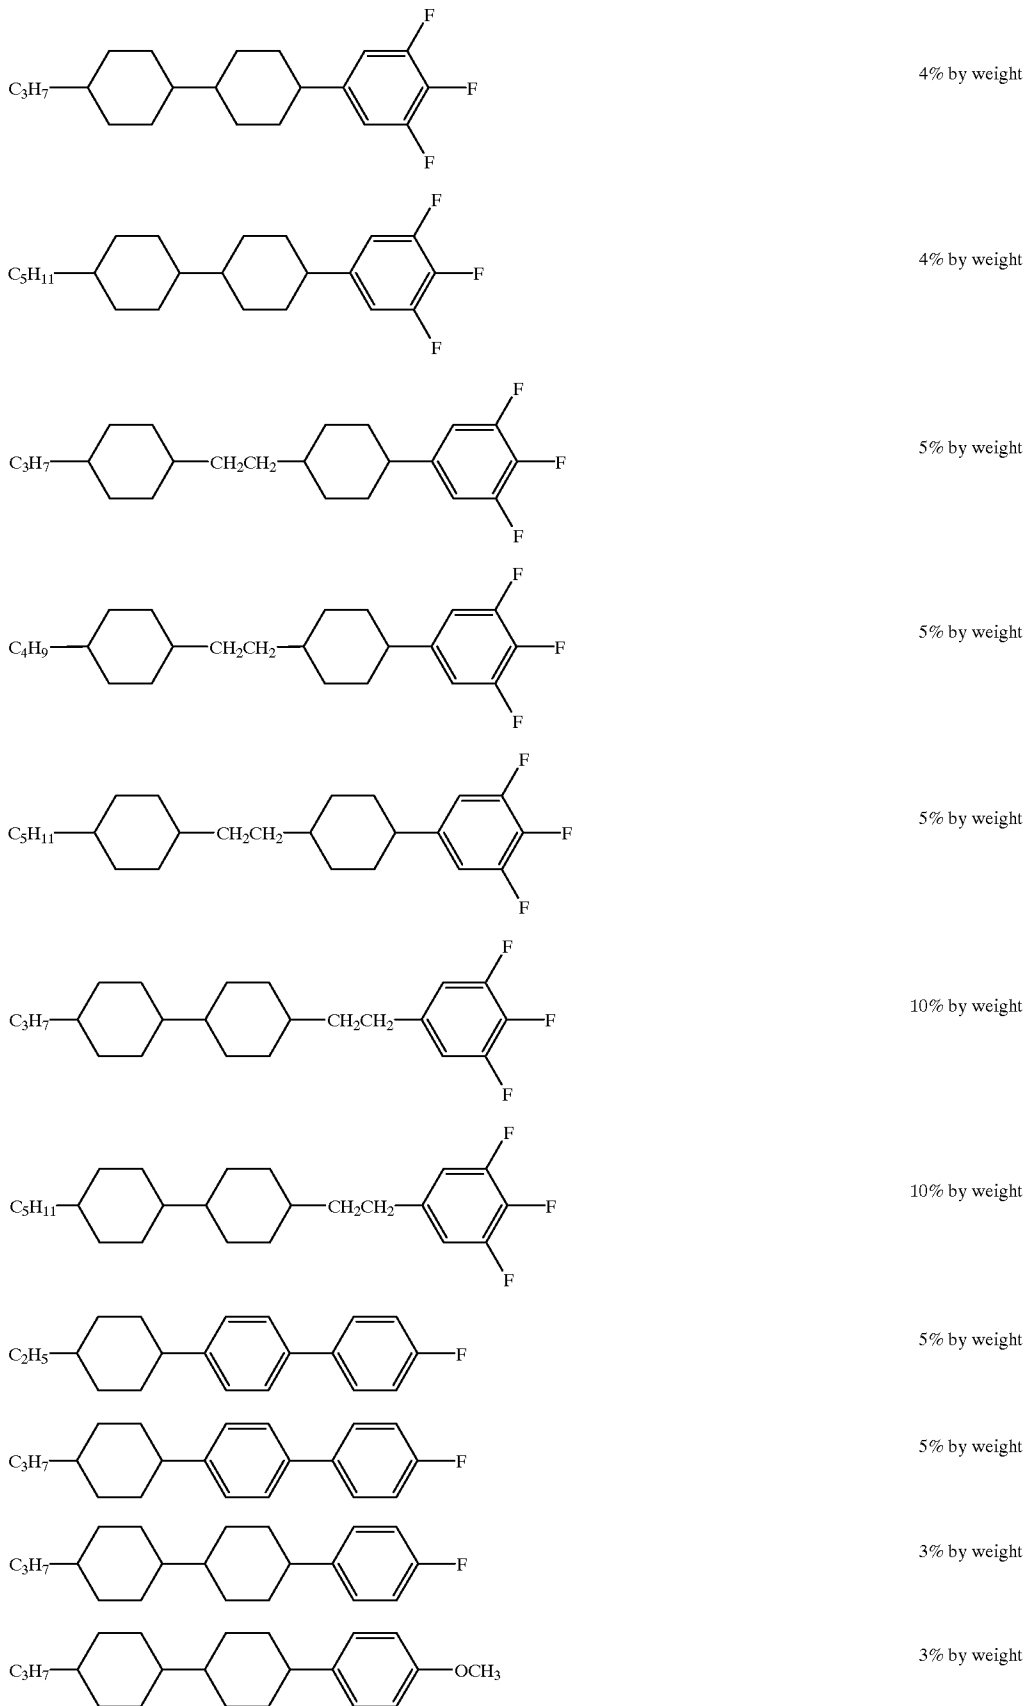 F
C3H7 F 4% by weight
F
F
C5H11 F 4% by weight
F
F
C3H7 CH2CH2 F 5% by weight
F
F
C4H9 CH2CH2 F 5% by weight
F
F
C5H11 CH2CH2 F 5% by weight
F
F
C3H7 CH2CH2 F 10% by weight
F
F
C5H11 CH2CH2 F 10% by weight
F
C2H5 F 5% by weight
C3H7 F 5% by weight
C3H7 F 3% by weight
C3H7 OCH3 3% by weight